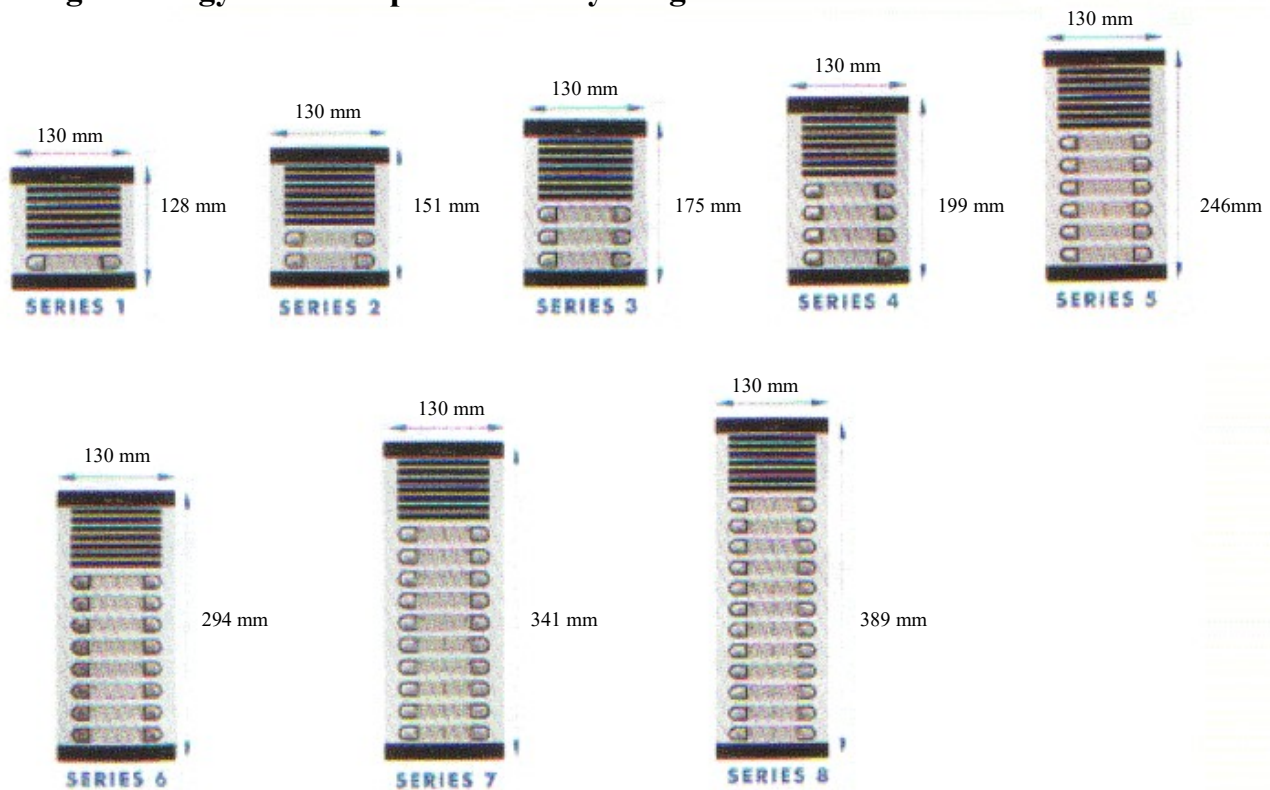 130 mm
130 mm
130 mm
130 mm
130 mm
128 mm
151 mm
175 mm
199 mm
246mm
SERIES 1
SERIES 2
SERIES 3
SERIES 4
SERIES 5
130 mm
130 mm
130 mm
294 mm
341 mm
389 mm
SERIES 6
SERIES 7
SERIES 8